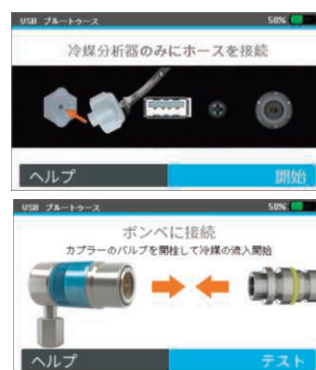 USB ブルートゥース 50%
冷媒分析器のみにホースを接続
ヘルプ 開始
USB ブルートゥース 50%
ボンベに接続
カプラーのバルブを開栓して冷媒の流入開始
ヘルプ テスト